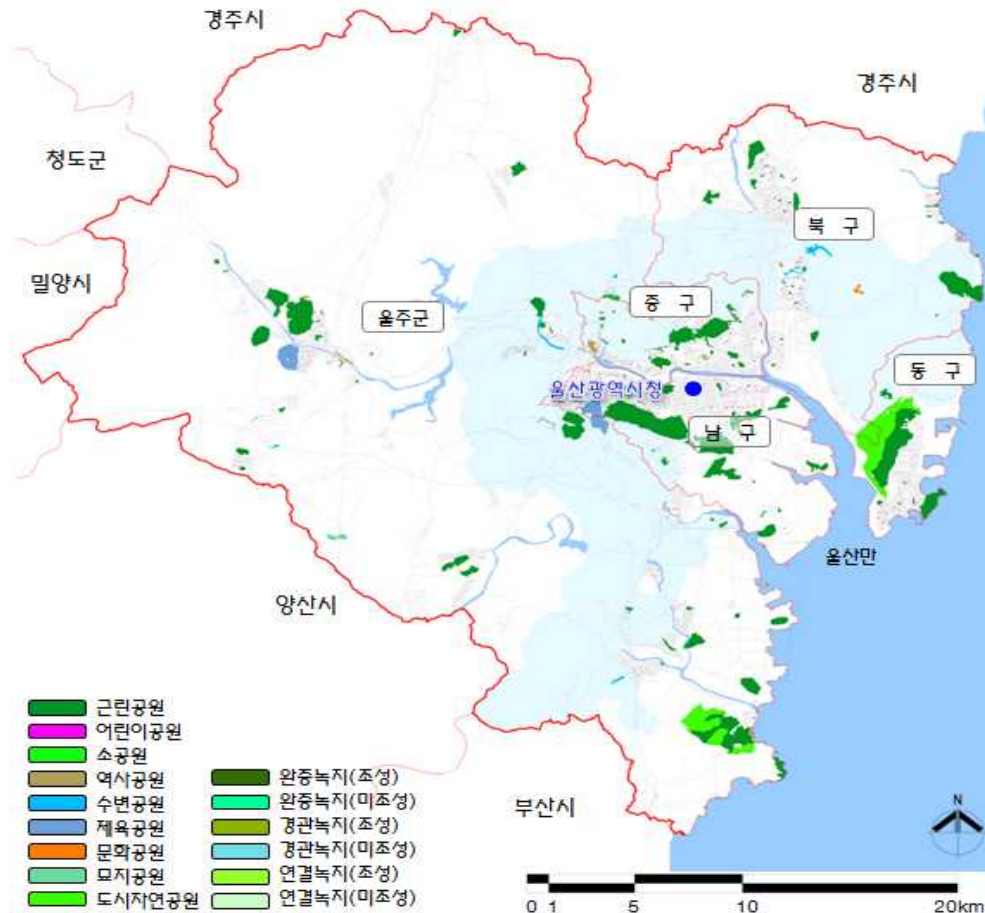 경주시
경주시
청도군
북 구
밀양시
중 구
울주군
동 구
울산광역시청
남 구
울산만
양산시
부산시
근린공원
어린이공원
소공원
역사공원
수변공원
체육공원
문화공원
묘지공원
도시자연공원
완충녹지(조성)
완충녹지(미조성)
경관녹지(조성)
경관녹지(미조성)
연결녹지(조성)
연결녹지(미조성)
N
0 1 5 10 20km